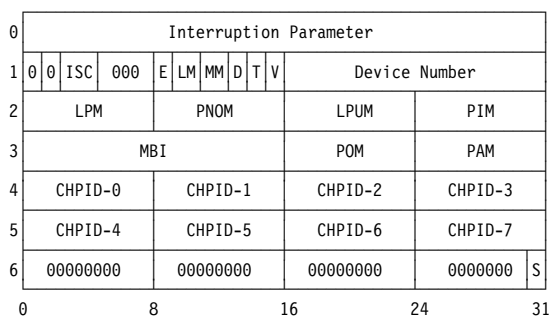 0 Interruption Parameter
1 0 0 ISC 000 E LM MM D T V Device Number
2 LPM PNOM LPUM PIM
3 MBI POM PAM
4 CHPID-0 CHPID-1 CHPID-2 CHPID-3
5 CHPID-4 CHPID-5 CHPID-6 CHPID-7
6 00000000 00000000 00000000 0000000 S
0 8 16 24 31